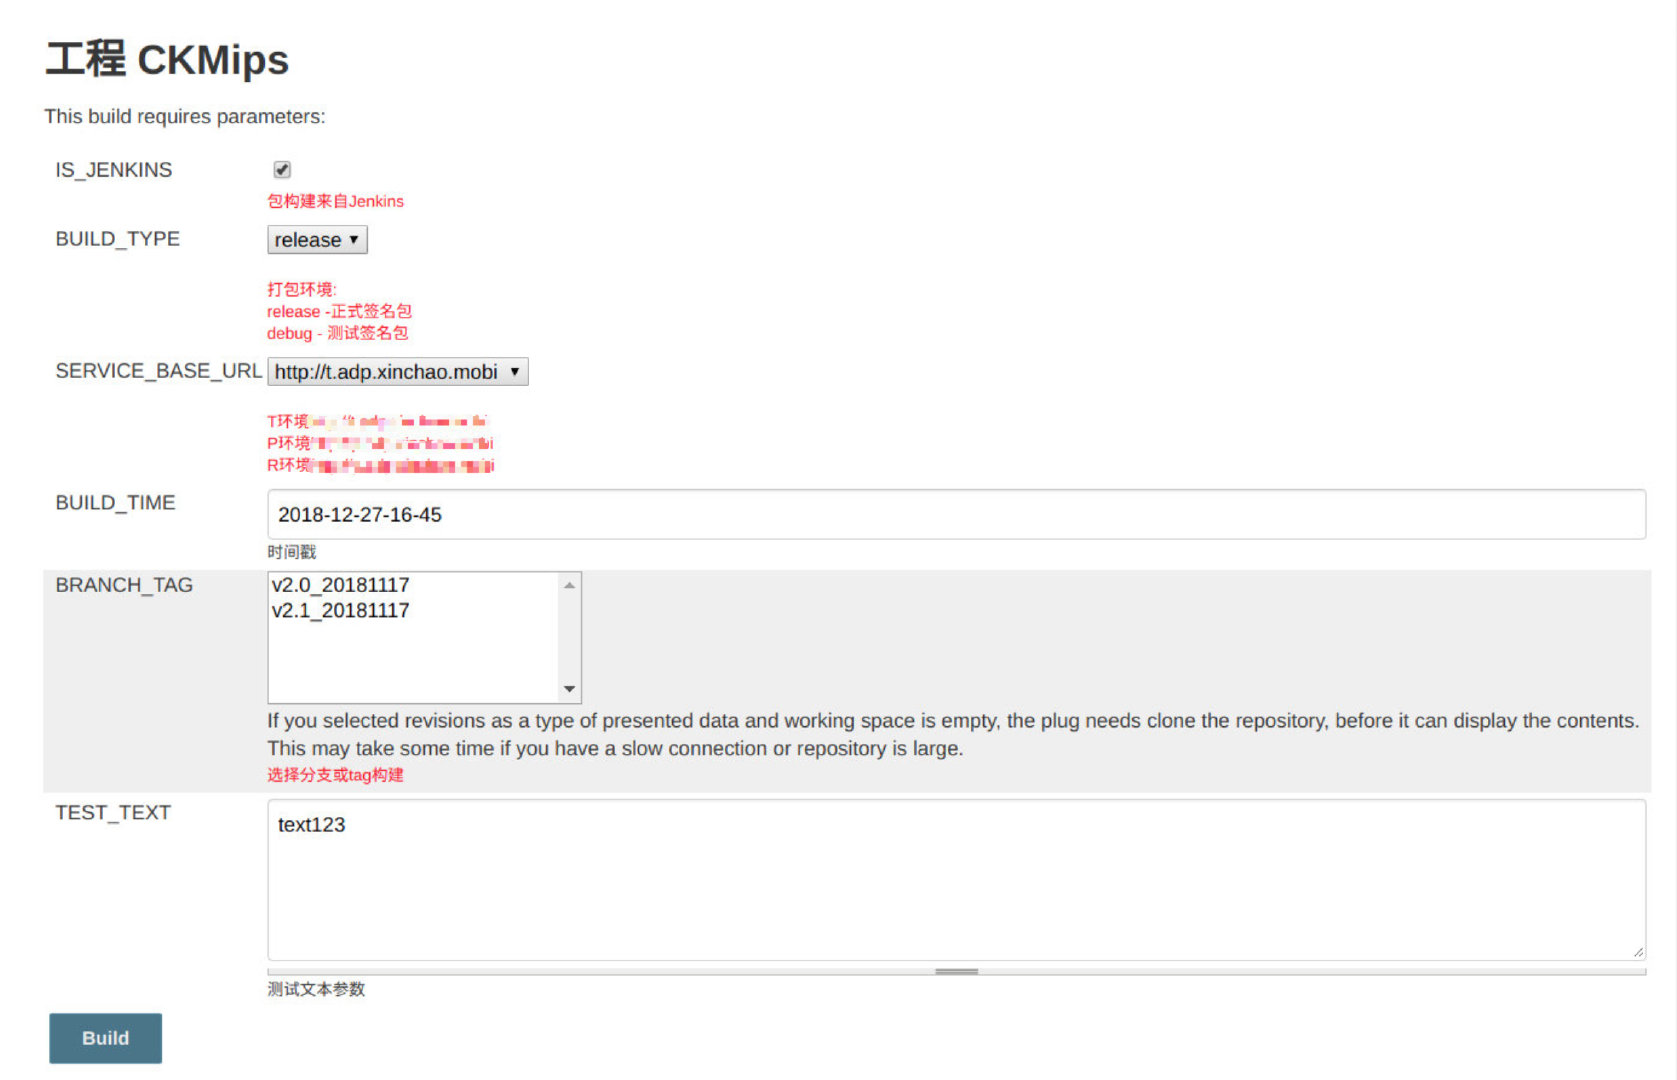 工程 CKMips
This build requires parameters:
IS_JENKINS
包构建来自Jenkins
BUILD_TYPE
release
打包环境:
release -正式签名包
debug - 测试签名包
SERVICE_BASE_URL
http://t.adp.xinchao.mobi
T环境
P环境
R环境
BUILD_TIME
2018-12-27-16-45
时间戳
BRANCH_TAG
v2.0_20181117
v2.1_20181117
If you selected revisions as a type of presented data and working space is empty, the plug needs clone the repository, before it can display the contents.
This may take some time if you have a slow connection or repository is large.
选择分支或tag构建
TEST_TEXT
text123
测试文本参数
Build